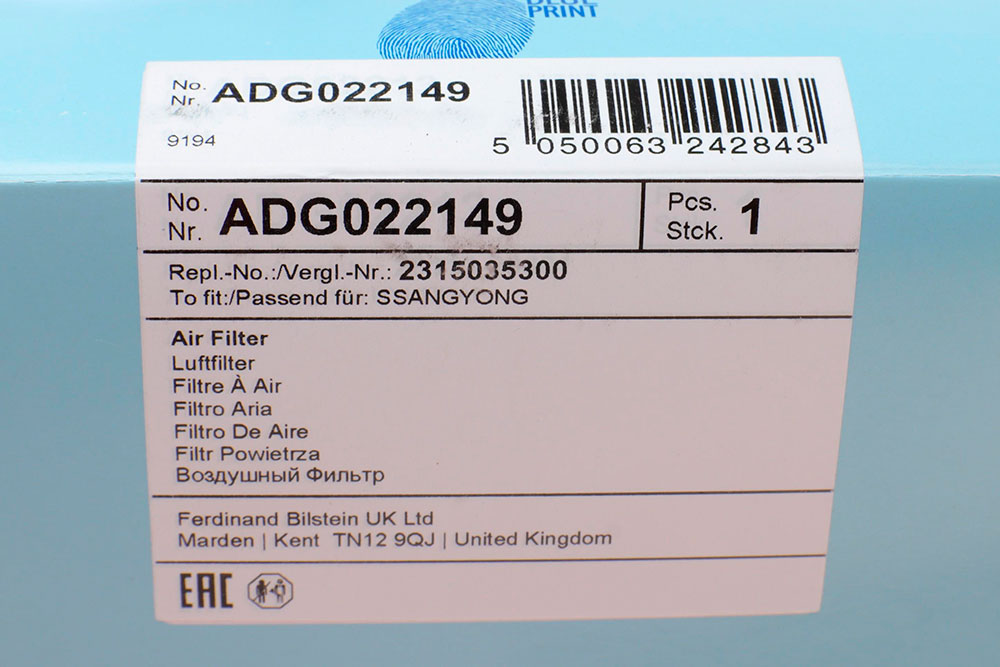 BLUE
PRINT
No.
Nr.
ADG022149
9194
5 050063 242843
No.
Nr.
ADG022149
Pcs.
Stck.
1
Repl.-No.:/Vergl.-Nr.: 2315035300
To fit:/Passend für: SSANGYONG
Air Filter
Luftfilter
Filtre À Air
Filtro Aria
Filtro De Aire
Filtr Powietrza
Воздушный Фильтр
Ferdinand Bilstein UK Ltd
Marden | Kent TN12 9QJ | United Kingdom
EAC